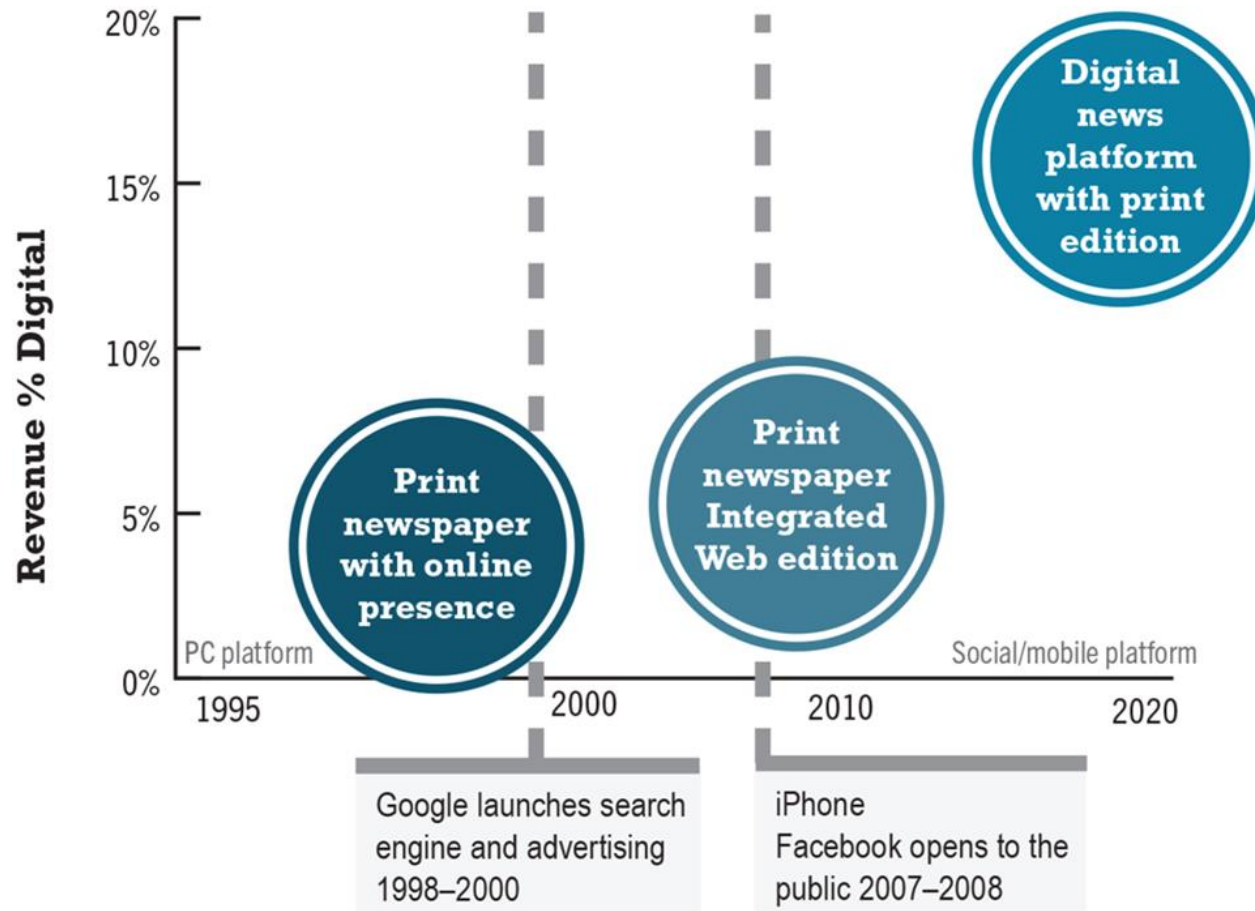 Revenue % Digital
20%
15%
10%
5%
0%
Digital
news
platform
with print
edition
Print
newspaper
Integrated
Web edition
Print
newspaper
with online
presence
PC platform
Social/mobile platform
1995
2000
2010
2020
Google launches search
engine and advertising
1998–2000
iPhone
Facebook opens to the
public 2007–2008